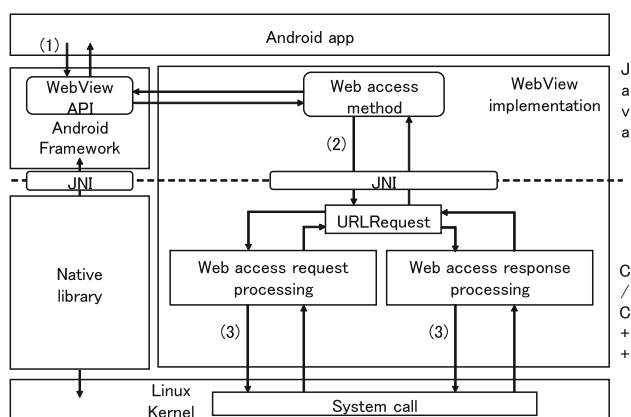 Android app
(1)
WebView
API
Android
Framework
Web access
method
WebView
implementation
(2)
J
a
v
a
JNI
JNI
URLRequest
Native
library
Web access request
processing
Web access response
processing
C
/
C
+
+
(3)
(3)
Linux
Kernel
System call